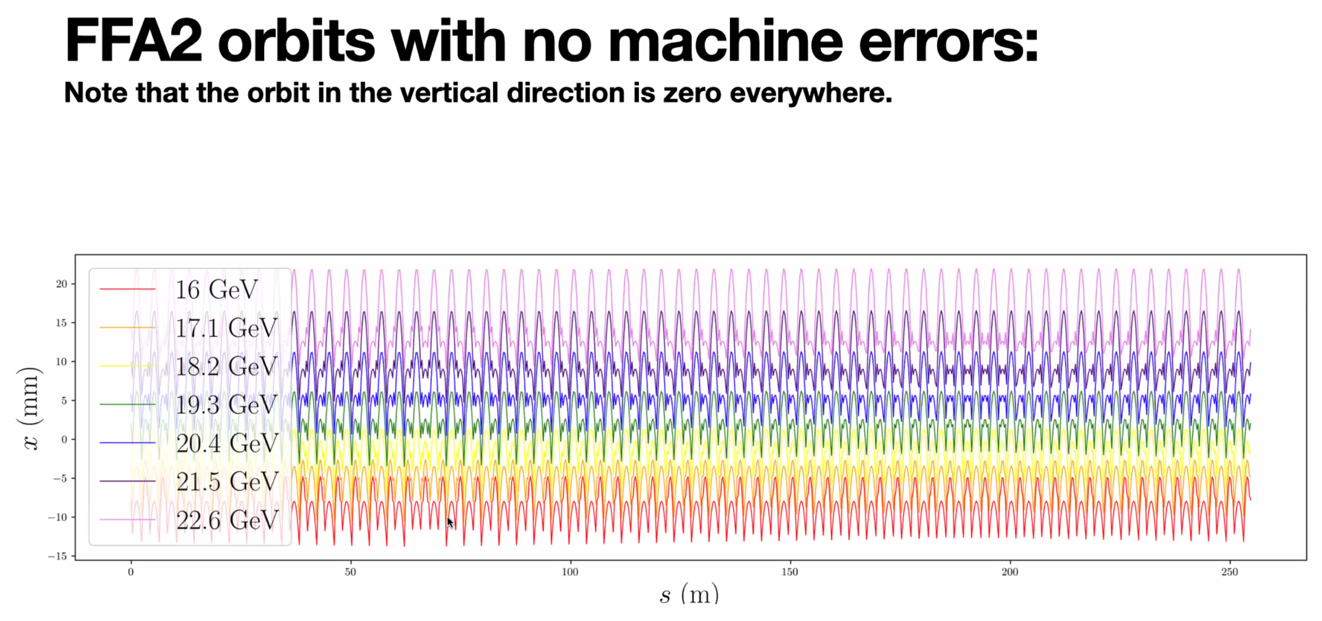 FFA2 orbits with no machine errors:
Note that the orbit in the vertical direction is zero everywhere.
16 GeV
17.1 GeV
18.2 GeV
19.3 GeV
20.4 GeV
21.5 GeV
22.6 GeV
20
15
10
5
0
−5
−10
−15
x (mm)
0
50
100
150
200
250
s (m)